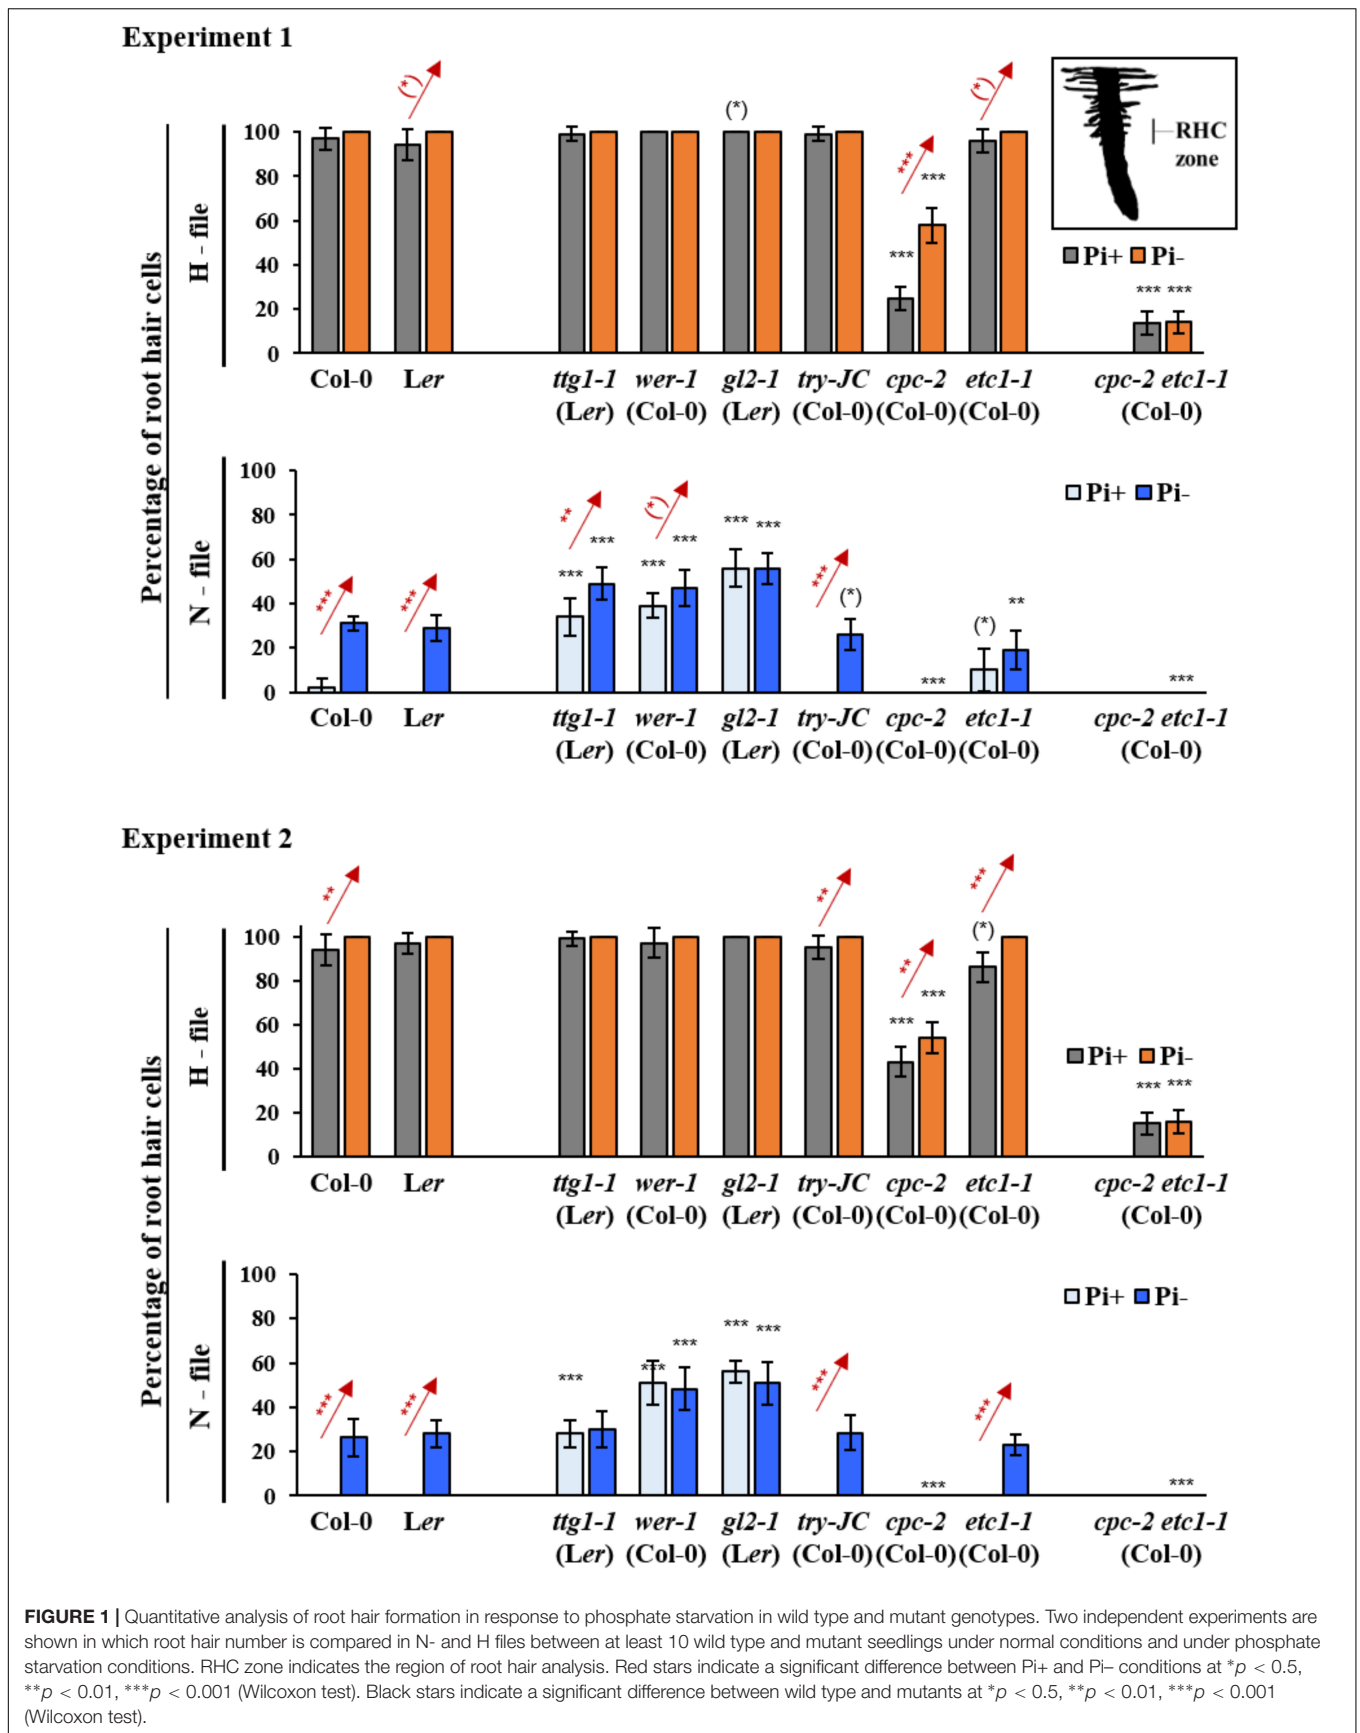 Experiment 1
(*) (*)
(*)
RHC
zone
Percentage of root hair cells
H - file
100
80
60
40
20
0
***
***
***
Pi+ Pi-
*** ***
Col-0 Ler ttg1-1 wer-1 gl2-1 try-JC cpc-2 etc1-1 cpc-2 etc1-1
(Ler) (Col-0) (Ler) (Col-0) (Col-0) (Col-0) (Col-0)
N - file
100
80
60
40
20
0
Pi+ Pi-
*** *** ** (*) ***
*** *** *** *** *** ***
(*) *** (*) ** ***
Col-0 Ler ttg1-1 wer-1 gl2-1 try-JC cpc-2 etc1-1 cpc-2 etc1-1
(Ler) (Col-0) (Ler) (Col-0) (Col-0) (Col-0) (Col-0)
Experiment 2
** ** ***
(*)
Percentage of root hair cells
H - file
100
80
60
40
20
0
**
*** ***
Pi+ Pi-
*** ***
Col-0 Ler ttg1-1 wer-1 gl2-1 try-JC cpc-2 etc1-1 cpc-2 etc1-1
(Ler) (Col-0) (Ler) (Col-0) (Col-0) (Col-0) (Col-0)
N - file
100
80
60
40
20
0
Pi+ Pi-
*** *** *** ***
*** *** *** *** ***
*** ***
Col-0 Ler ttg1-1 wer-1 gl2-1 try-JC cpc-2 etc1-1 cpc-2 etc1-1
(Ler) (Col-0) (Ler) (Col-0) (Col-0) (Col-0) (Col-0)
FIGURE 1 | Quantitative analysis of root hair formation in response to phosphate starvation in wild type and mutant genotypes. Two independent experiments are
shown in which root hair number is compared in N- and H files between at least 10 wild type and mutant seedlings under normal conditions and under phosphate
starvation conditions. RHC zone indicates the region of root hair analysis. Red stars indicate a significant difference between Pi+ and Pi– conditions at *p < 0.5,
**p < 0.01, ***p < 0.001 (Wilcoxon test). Black stars indicate a significant difference between wild type and mutants at *p < 0.5, **p < 0.01, ***p < 0.001
(Wilcoxon test).